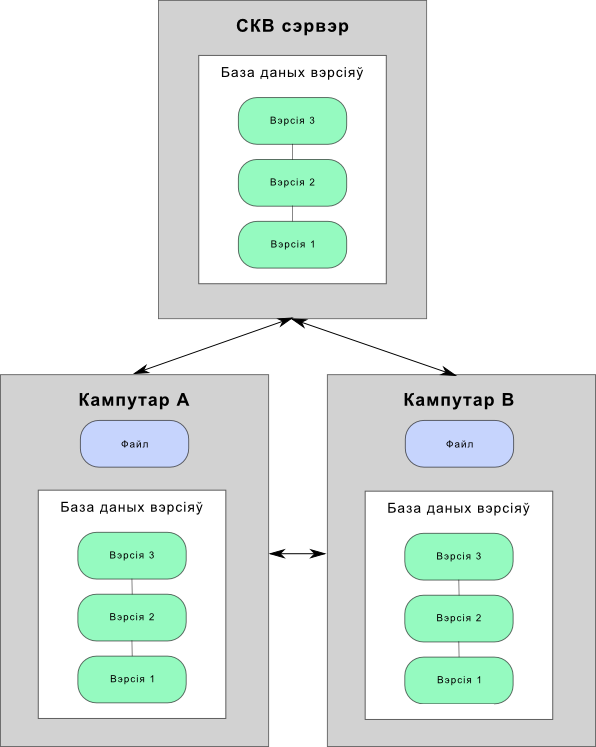 СКВ сэрвэр
База даных вэрсіяў
Вэрсія 3
Вэрсія 2
Вэрсія 1
Кампутар А
Файл
База даных вэрсіяў
Вэрсія 3
Вэрсія 2
Вэрсія 1
Кампутар В
Файл
База даных вэрсіяў
Вэрсія 3
Вэрсія 2
Вэрсія 1